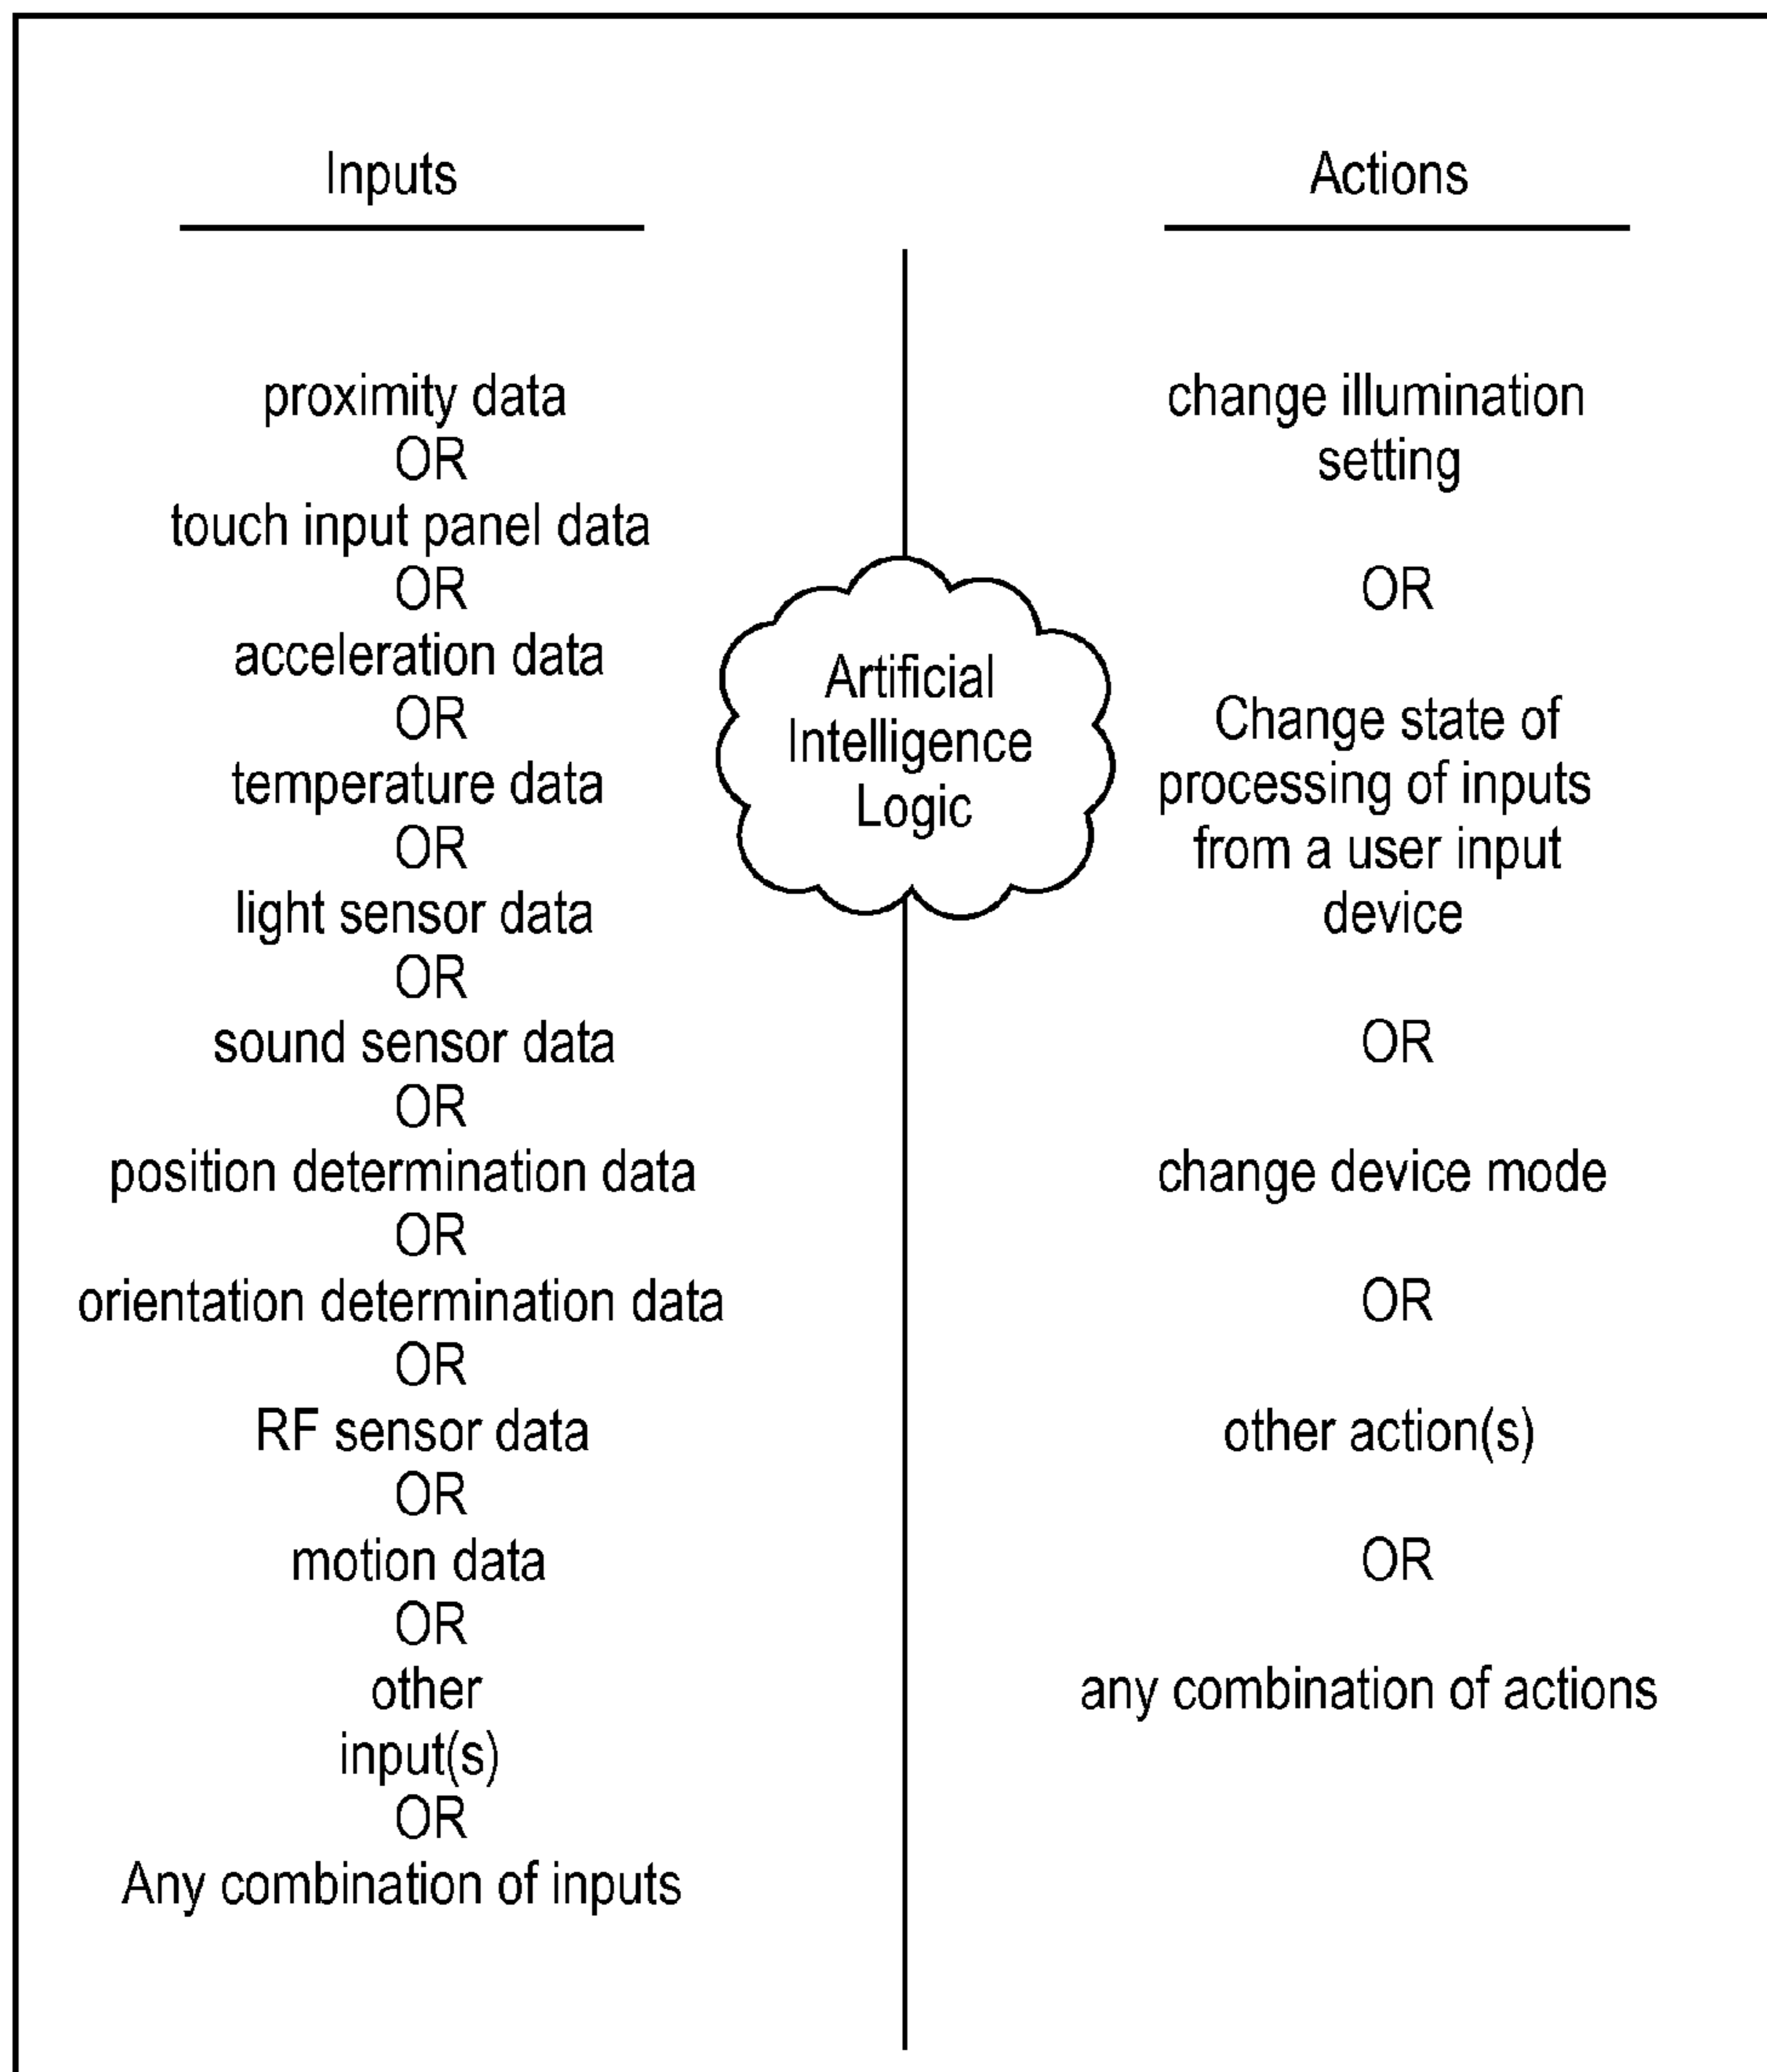 Inputs
proximity data
OR
touch input panel data
OR
acceleration data
OR
temperature data
OR
light sensor data
OR
sound sensor data
OR
position determination data
OR
orientation determination data
OR
RF sensor data
OR
motion data
OR
other
input(s)
OR
Any combination of inputs
Artificial
Intelligence
Logic
Actions
change illumination
setting
OR
Change state of
processing of inputs
from a user input
device
OR
change device mode
OR
other action(s)
OR
any combination of actions